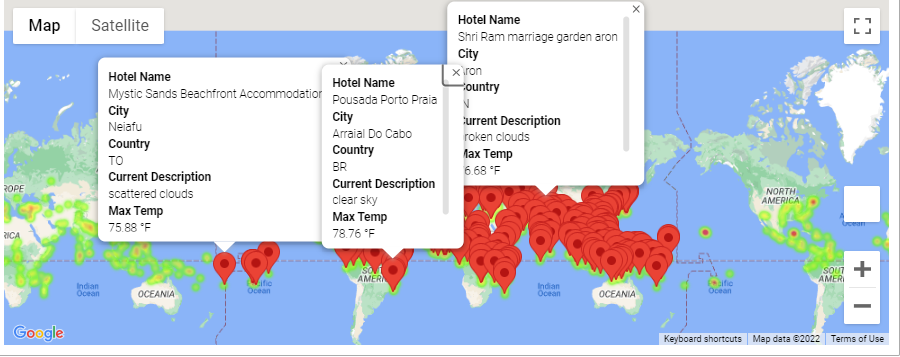 Map
Satellite
Hotel Name
Mystic Sands Beachfront Accommodation
City
Neiafu
Country
TO
Current Description
scattered clouds
Max Temp
75.88 °F
Hotel Name
Pousada Porto Praia
City
Arraial Do Cabo
Country
BR
Current Description
clear sky
Max Temp
78.76 °F
Hotel Name
Shri Ram marriage garden aron
City
Aron
Country
IN
Current Description
broken clouds
Max Temp
6.68 °F
NORTH
AMERICA
Indian
Ocean
OCEANIA
Pacific
Ocean
SOUTH
AMERICA
Indian
Ocean
OCEANIA
Pacific
Ocean
Google
Keyboard shortcuts
Map data ©2022
Terms of Use